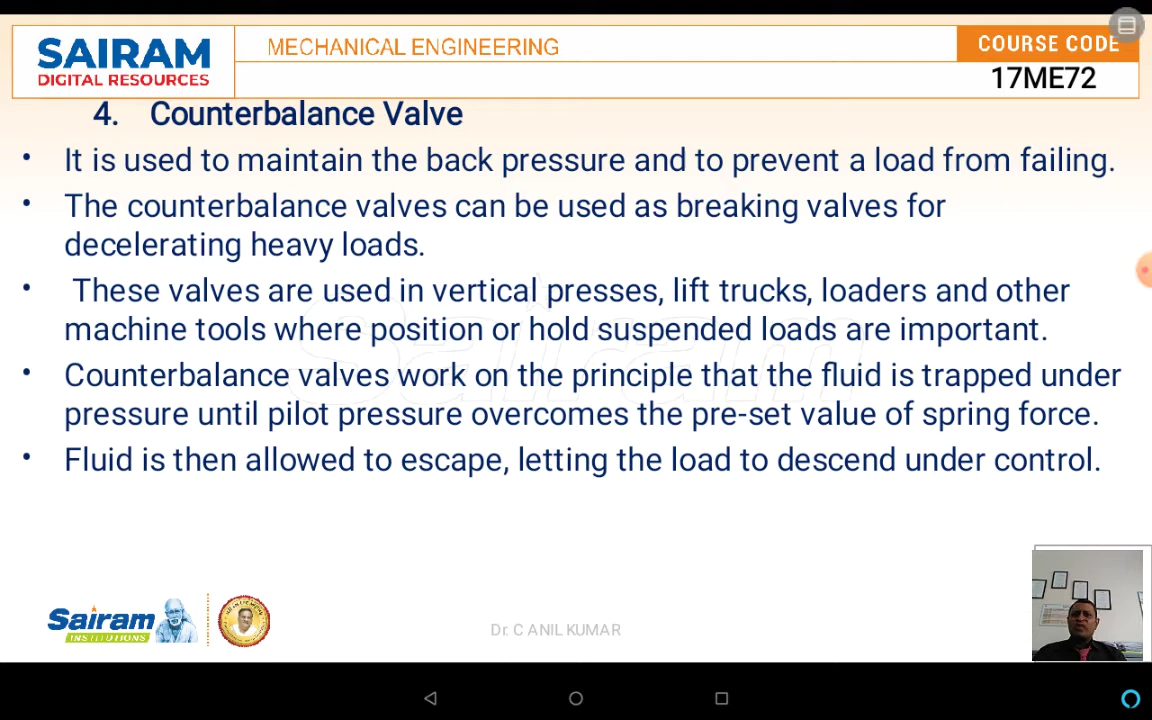 SAIRAM
DIGITAL RESOURCES
MECHANICAL ENGINEERING
COURSE CODE
17ME72
4. Counterbalance Valve
• It is used to maintain the back pressure and to prevent a load from failing.
• The counterbalance valves can be used as breaking valves for
decelerating heavy loads.
• These valves are used in vertical presses, lift trucks, loaders and other
machine tools where position or hold suspended loads are important.
• Counterbalance valves work on the principle that the fluid is trapped under
pressure until pilot pressure overcomes the pre-set value of spring force.
• Fluid is then allowed to escape, letting the load to descend under control.
Sairam
Sairam
INSTITUTIONS
Dr. C ANIL KUMAR